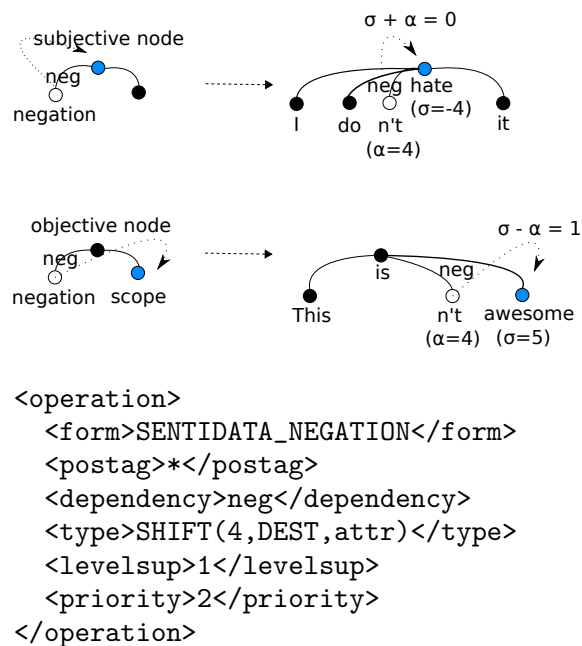 σ + α = 0
subjective node
neg
negation
neg hate
(σ=-4)
I do n't it
(α=4)
objective node
neg
negation scope
σ - α = 1
is
neg
This n't awesome
(α=4) (σ=5)
<operation>
<form>SENTIDATA_NEGATION</form>
<postag>*</postag>
<dependency>neg</dependency>
<type>SHIFT(4,DEST,attr)</type>
<levelsup>1</levelsup>
<priority>2</priority>
</operation>